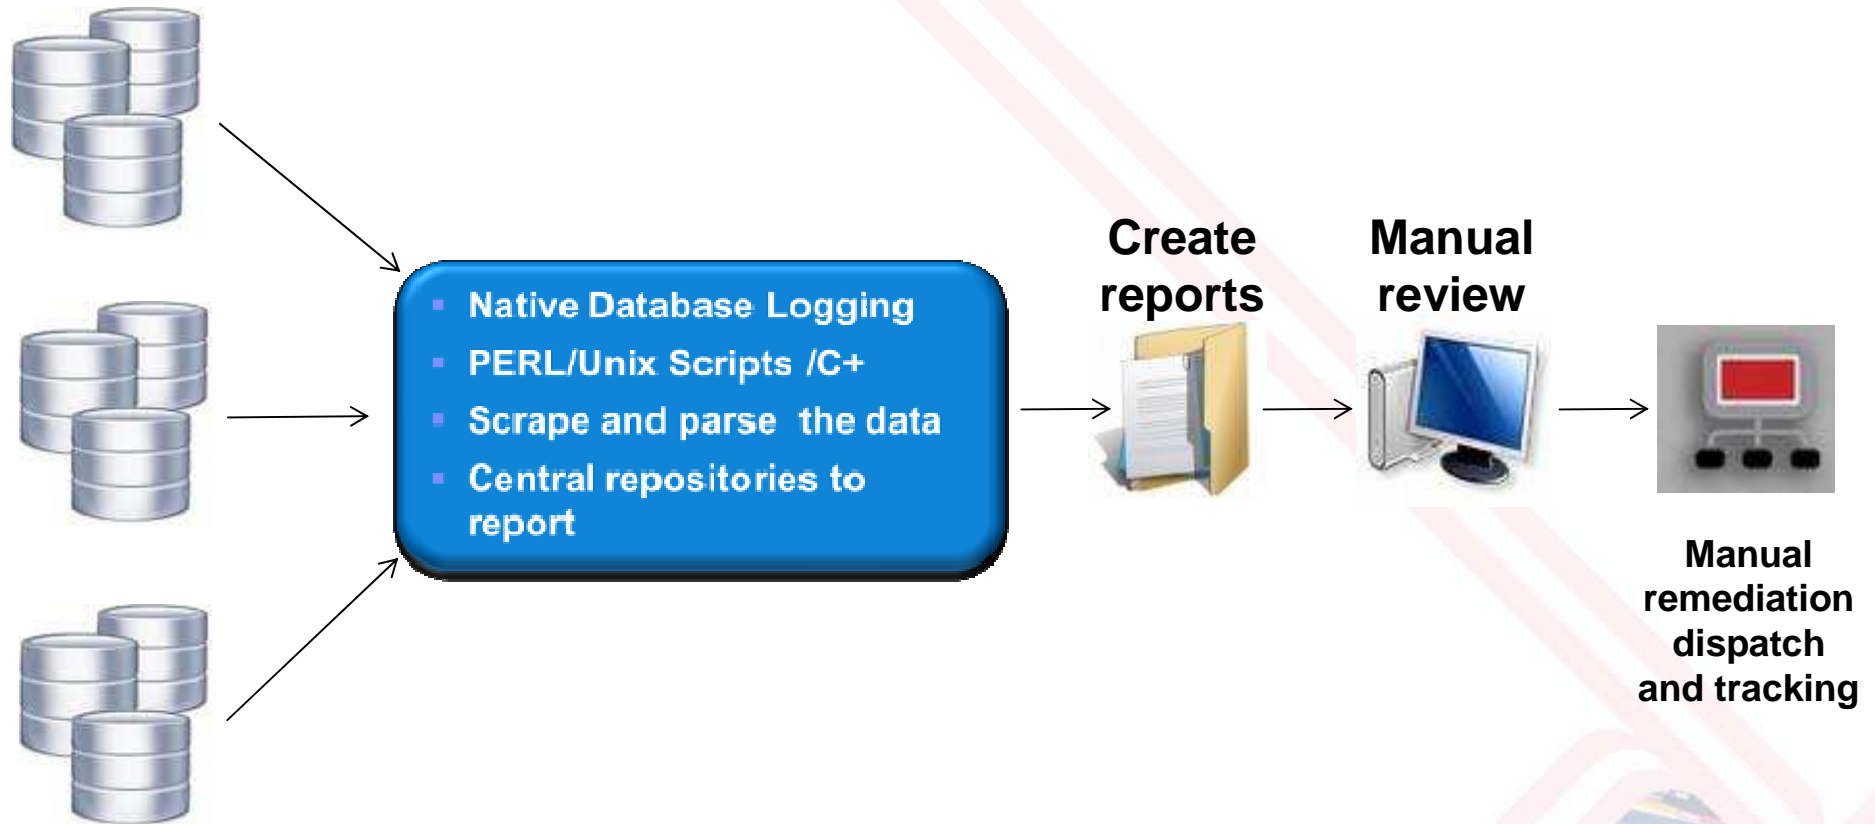 Native Database Logging
PERL/Unix Scripts /C+
Scrape and parse the data
Central repositories to
report
Create
reports
Manual
review
Manual
remediation
dispatch
and tracking